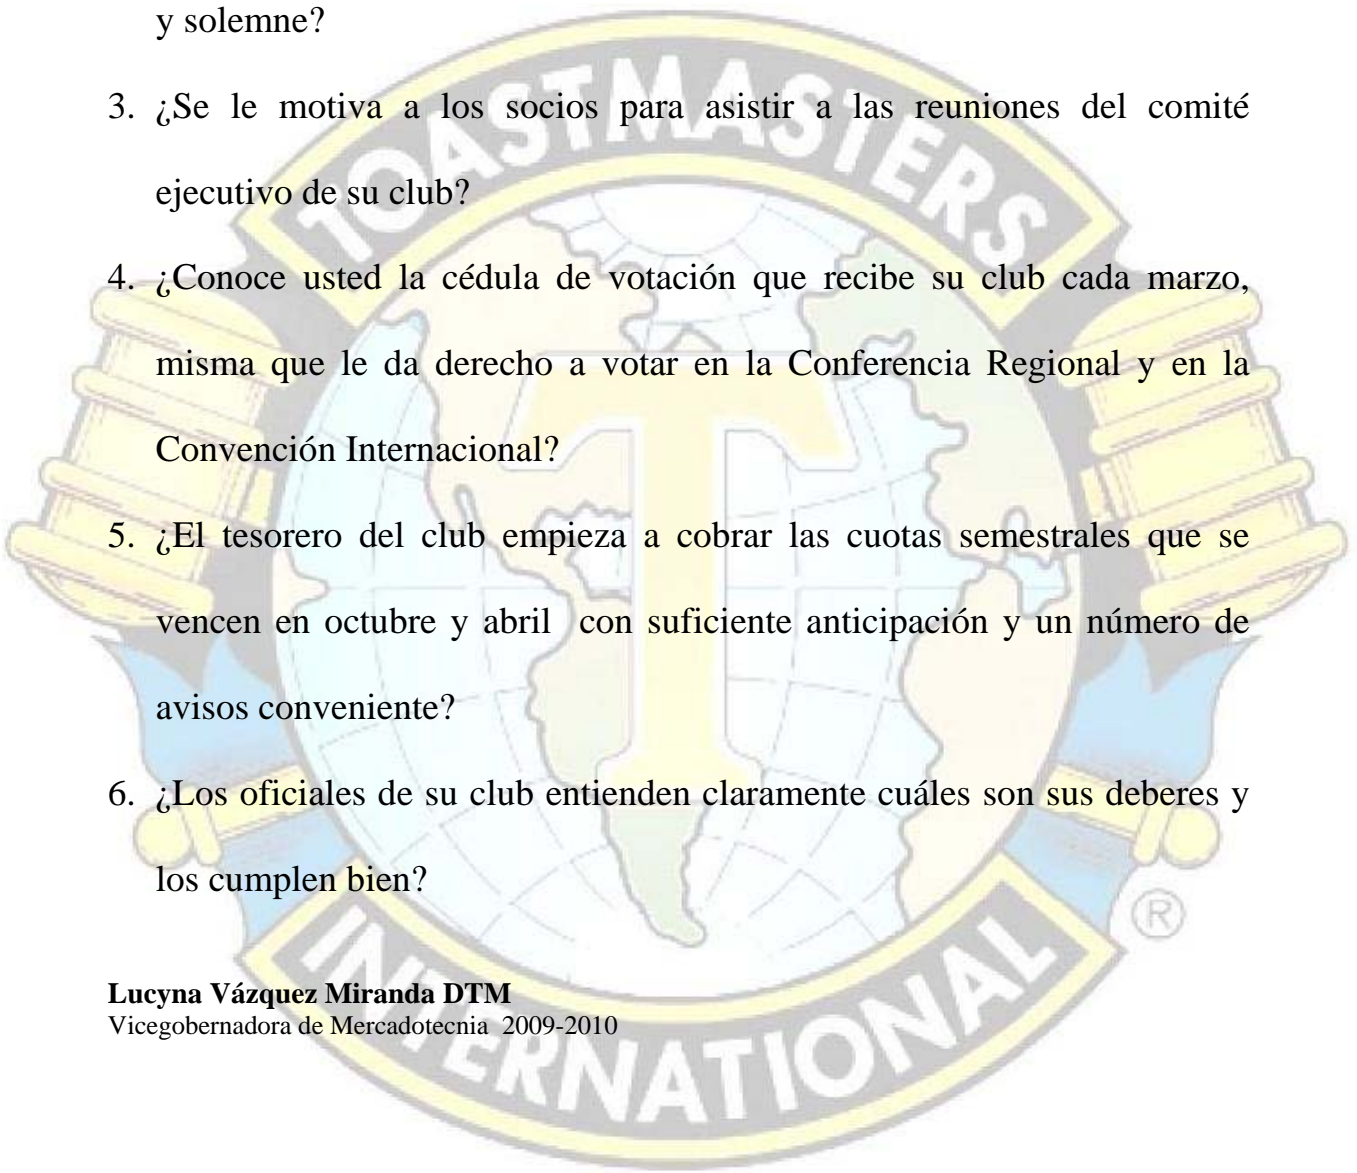 y solemne?
TOASTMASTERS
3. ¿Se le motiva a los socios para asistir a las reuniones del comité
ejecutivo de su club?
4. ¿Conoce usted la cédula de votación que recibe su club cada marzo,
misma que le da derecho a votar en la Conferencia Regional y en la
Convención Internacional?
T
5. ¿El tesorero del club empieza a cobrar las cuotas semestrales que se
vencen en octubre y abril  con suficiente anticipación y un número de
avisos conveniente?
6. ¿Los oficiales de su club entienden claramente cuáles son sus deberes y
los cumplen bien?
®
INTERNATIONAL
Lucyna Vázquez Miranda DTM
Vicegobernadora de Mercadotecnia  2009-2010